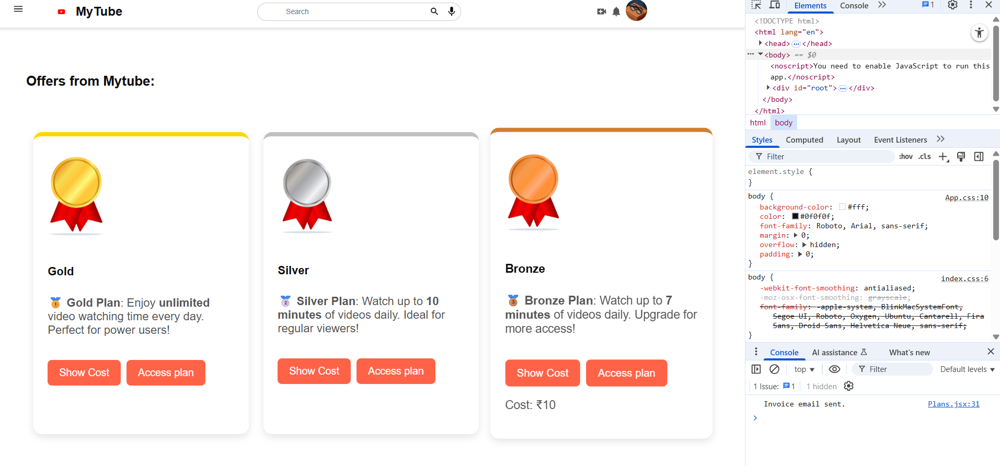 MyTube
Search
Offers from Mytube:
Gold
🥇 Gold Plan: Enjoy unlimited
video watching time every day.
Perfect for power users!
Show Cost
Access plan
Silver
🥈 Silver Plan: Watch up to 10
minutes of videos daily. Ideal for
regular viewers!
Show Cost
Access plan
Bronze
🥉 Bronze Plan: Watch up to 7
minutes of videos daily. Upgrade for
more access!
Show Cost
Access plan
Cost: ₹10
Elements Console 1
<!DOCTYPE html>
<html lang="en">
<head> ••• </head>
••• <body> == $0
<noscript>You need to enable JavaScript to run this
app.</noscript>
<div id="root"> ••• </div>
</body>
</html>
html body
Styles Computed Layout Event Listeners
Filter :hov .cls
element.style {
}
body { App.css:10
background-color: #fff;
color: #0f0f0f;
font-family: Roboto, Arial, sans-serif;
margin: 0;
overflow: hidden;
padding: 0;
}
body { index.css:6
-webkit-font-smoothing: antialiased;
-moz-osx-font-smoothing: grayscale;
font-family: -apple-system, BlinkMacSystemFont,
Segoe UI, Roboto, Oxygen, Ubuntu, Cantarell, Fira
Sans, Droid Sans, Helvetica Neue, sans-serif;
}
Console AI assistance What's new
top Filter Default levels
1 Issue: 1 1 hidden
Invoice email sent. Plans.jsx:31